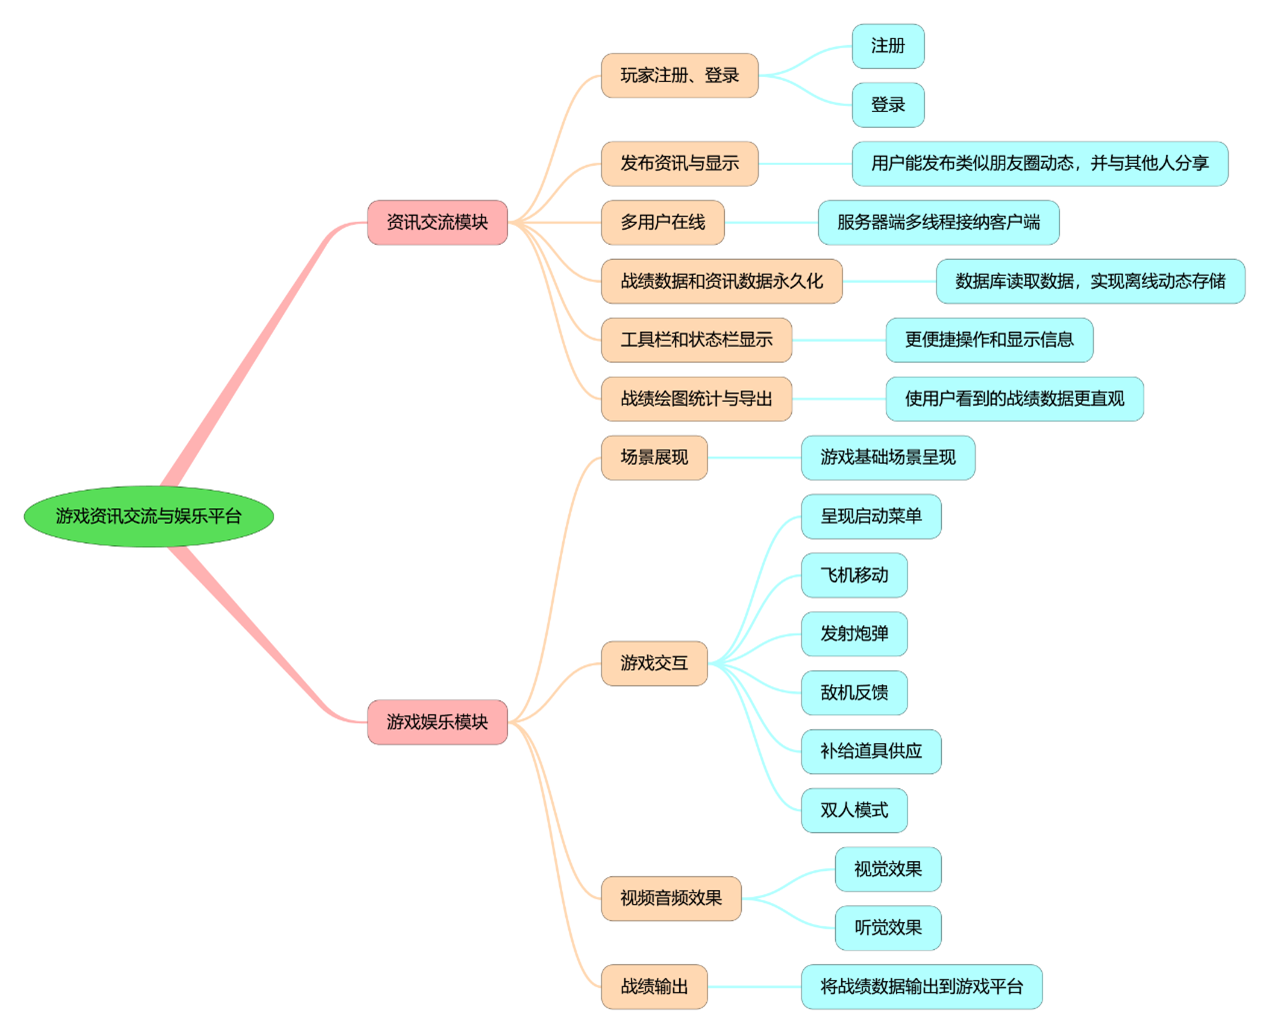 游戏资讯交流与娱乐平台
资讯交流模块
玩家注册、登录
注册
登录
发布资讯与显示
用户能发布类似朋友圈动态，并与其他人分享
多用户在线
服务器端多线程接纳客户端
战绩数据和资讯数据永久化
数据库读取数据，实现离线动态存储
工具栏和状态栏显示
更便捷操作和显示信息
战绩绘图统计与导出
使用户看到的战绩数据更直观
游戏娱乐模块
场景展现
游戏基础场景呈现
游戏交互
呈现启动菜单
飞机移动
发射炮弹
敌机反馈
补给道具供应
双人模式
视频音频效果
视觉效果
听觉效果
战绩输出
将战绩数据输出到游戏平台